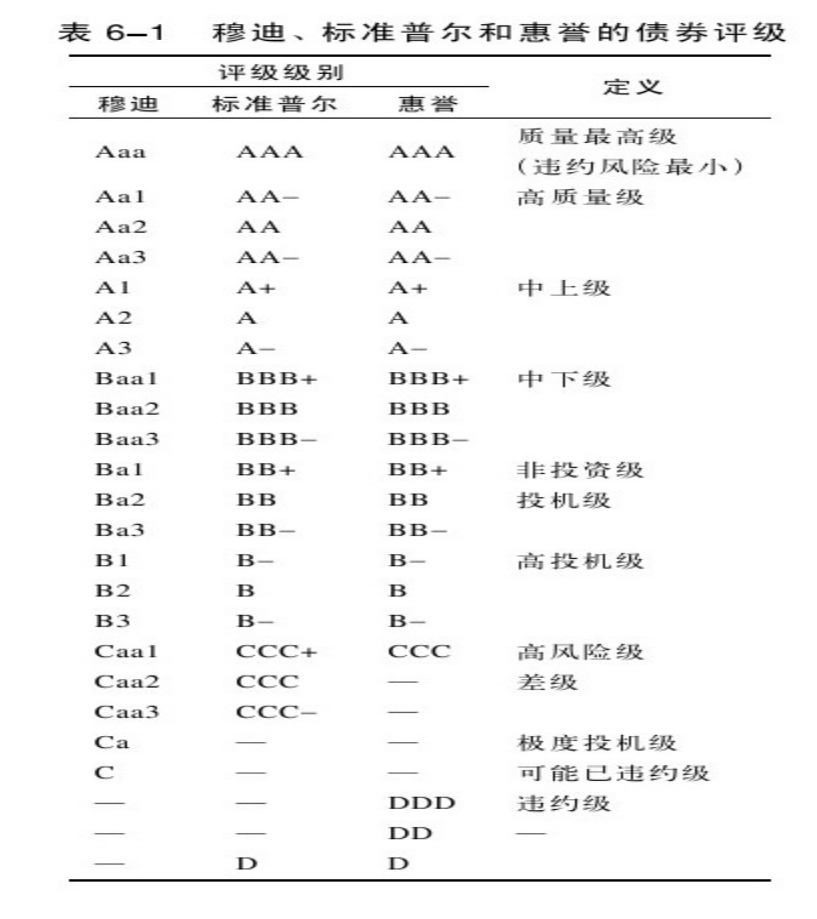 表 6–1 穆迪、标准普尔和惠誉的债券评级
评级级别 定义
穆迪 标准普尔 惠誉
Aaa AAA AAA 质量最高级
(违约风险最小)
Aa1 AA– AA– 高质量级
Aa2 AA AA
Aa3 AA– AA–
A1 A+ A+ 中上级
A2 A A
A3 A– A–
Baa1 BBB+ BBB+ 中下级
Baa2 BBB BBB
Baa3 BBB– BBB–
Ba1 BB+ BB+ 非投资级
Ba2 BB BB 投机级
Ba3 BB– BB–
B1 B– B– 高投机级
B2 B B
B3 B– B–
Caa1 CCC+ CCC 高风险级
Caa2 CCC — 差级
Caa3 CCC– —
Ca — — 极度投机级
C — — 可能已违约级
— — DDD 违约级
— — DD —
— D D